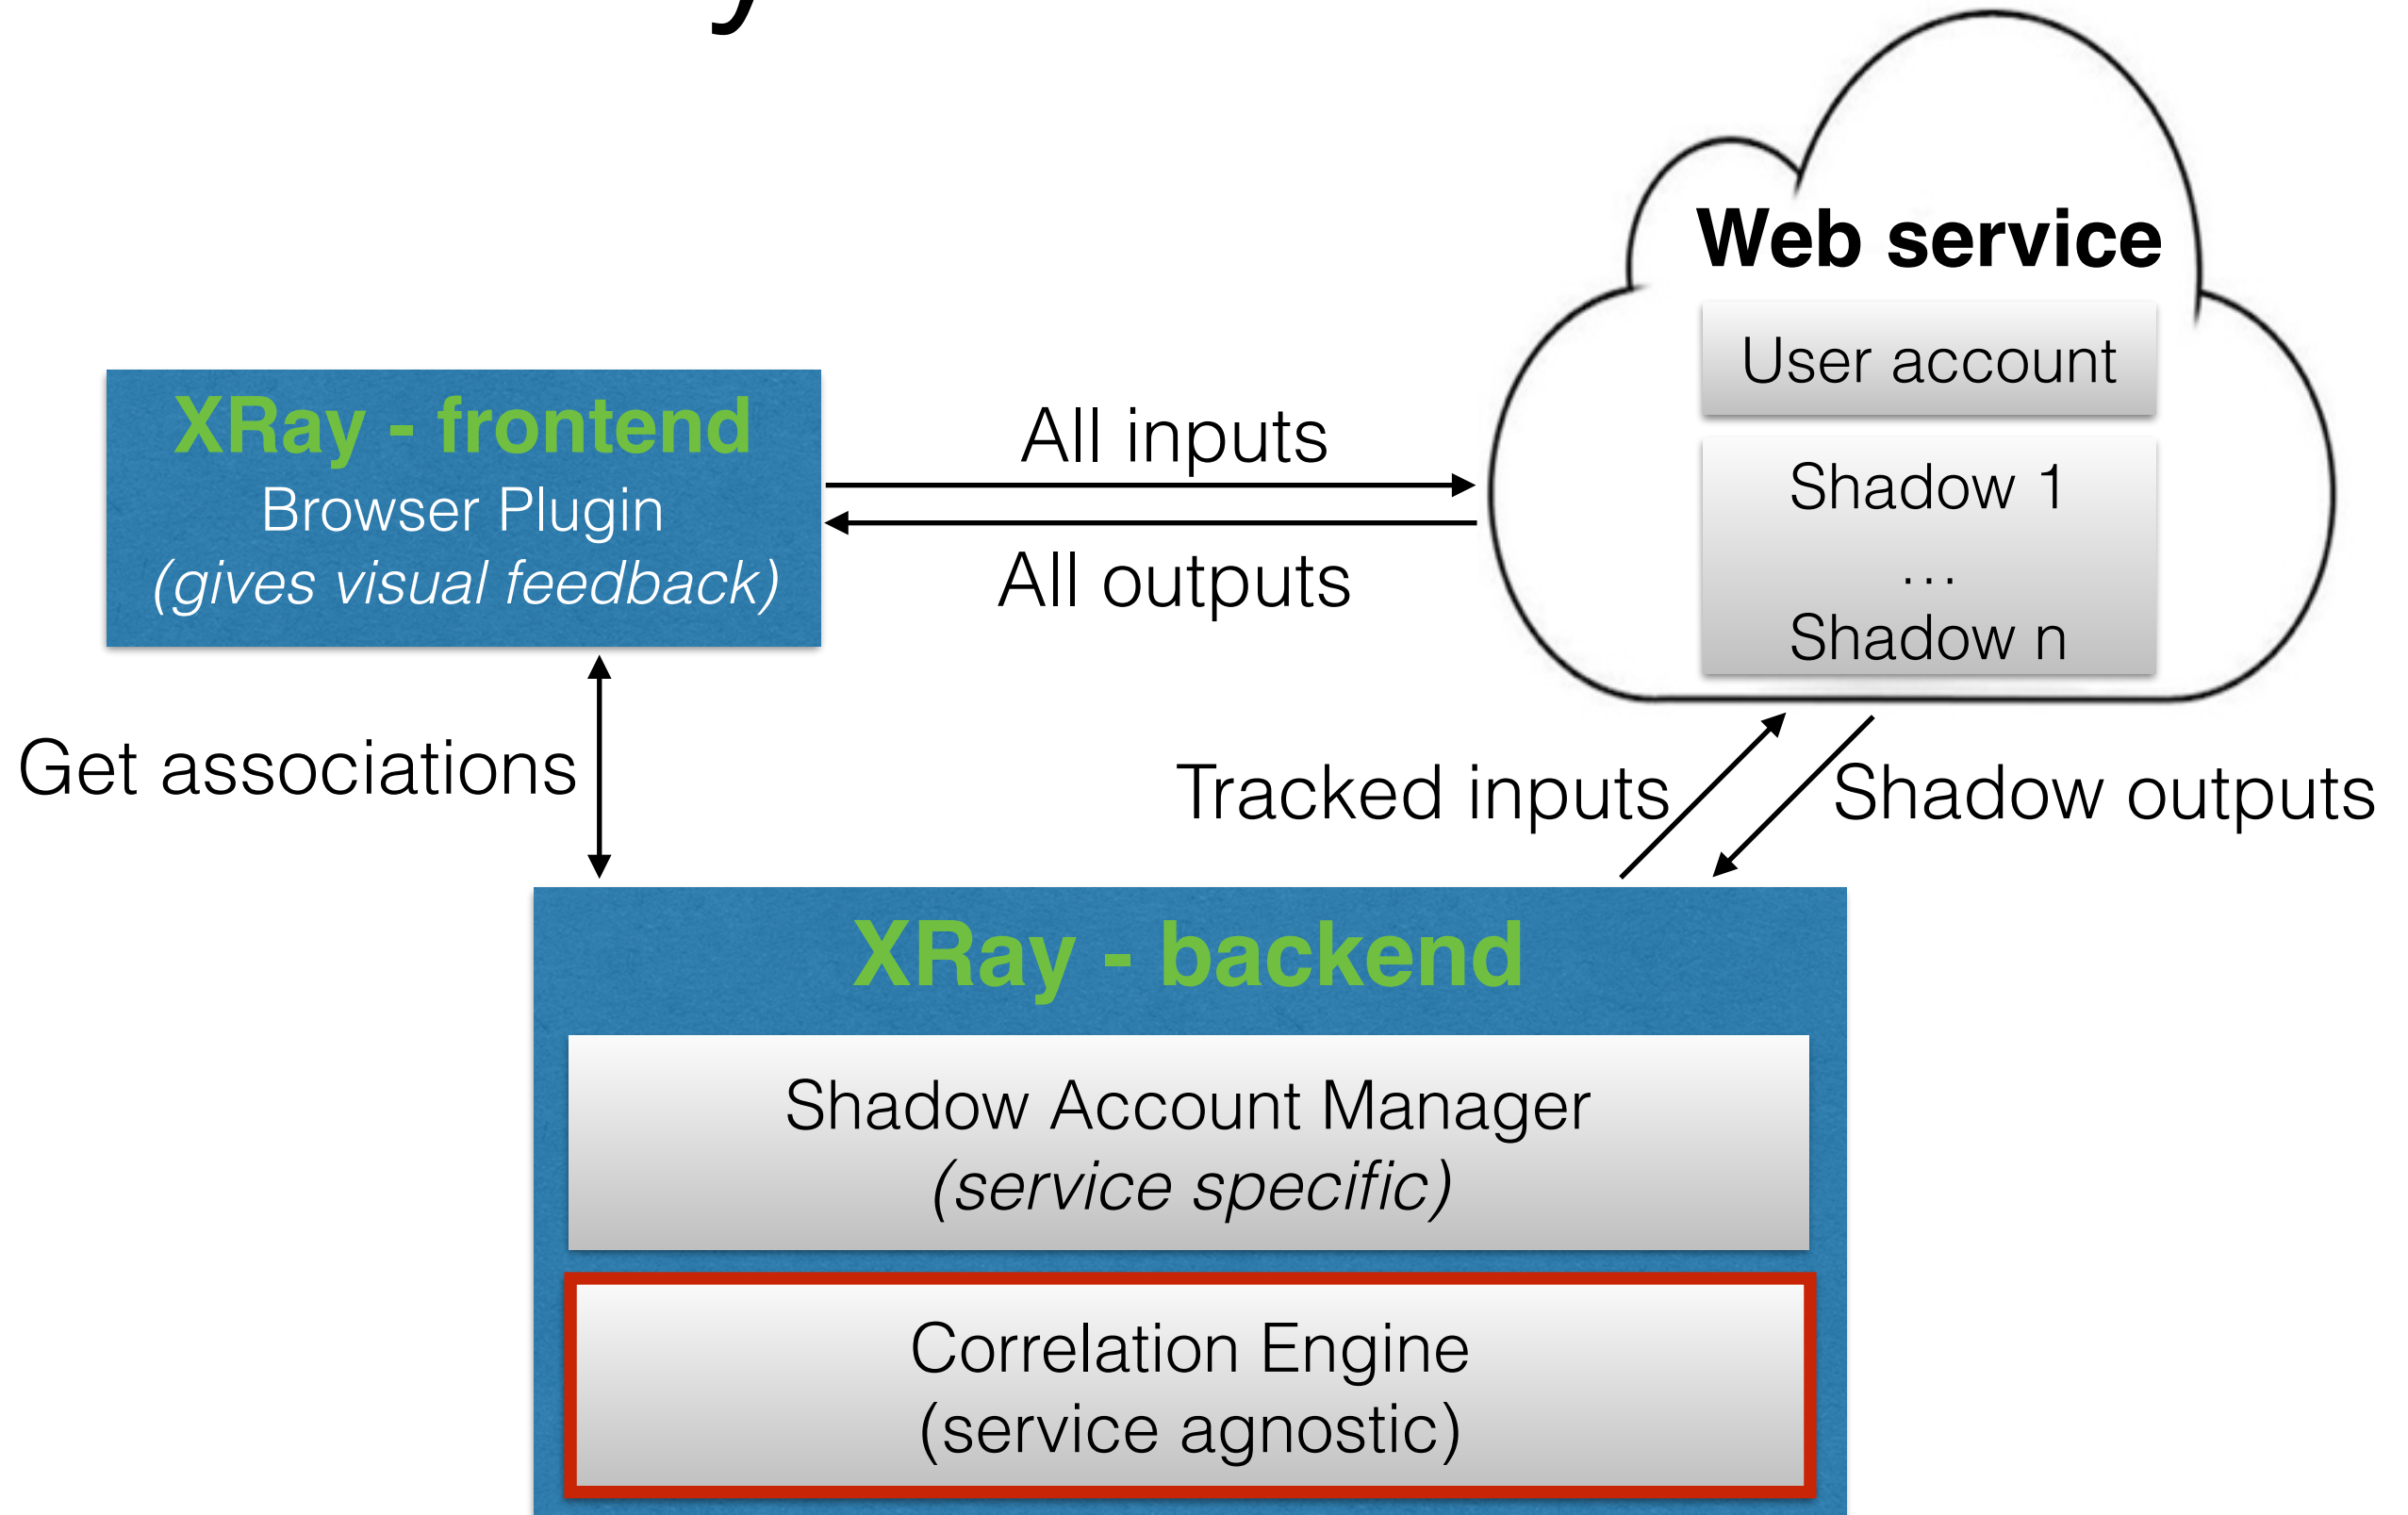 Web service
User account
Shadow 1
...
Shadow n
XRay - frontend
Browser Plugin
(gives visual feedback)
All inputs
All outputs
Get associations
Tracked inputs
Shadow outputs
XRay - backend
Shadow Account Manager
(service specific)
Correlation Engine
(service agnostic)